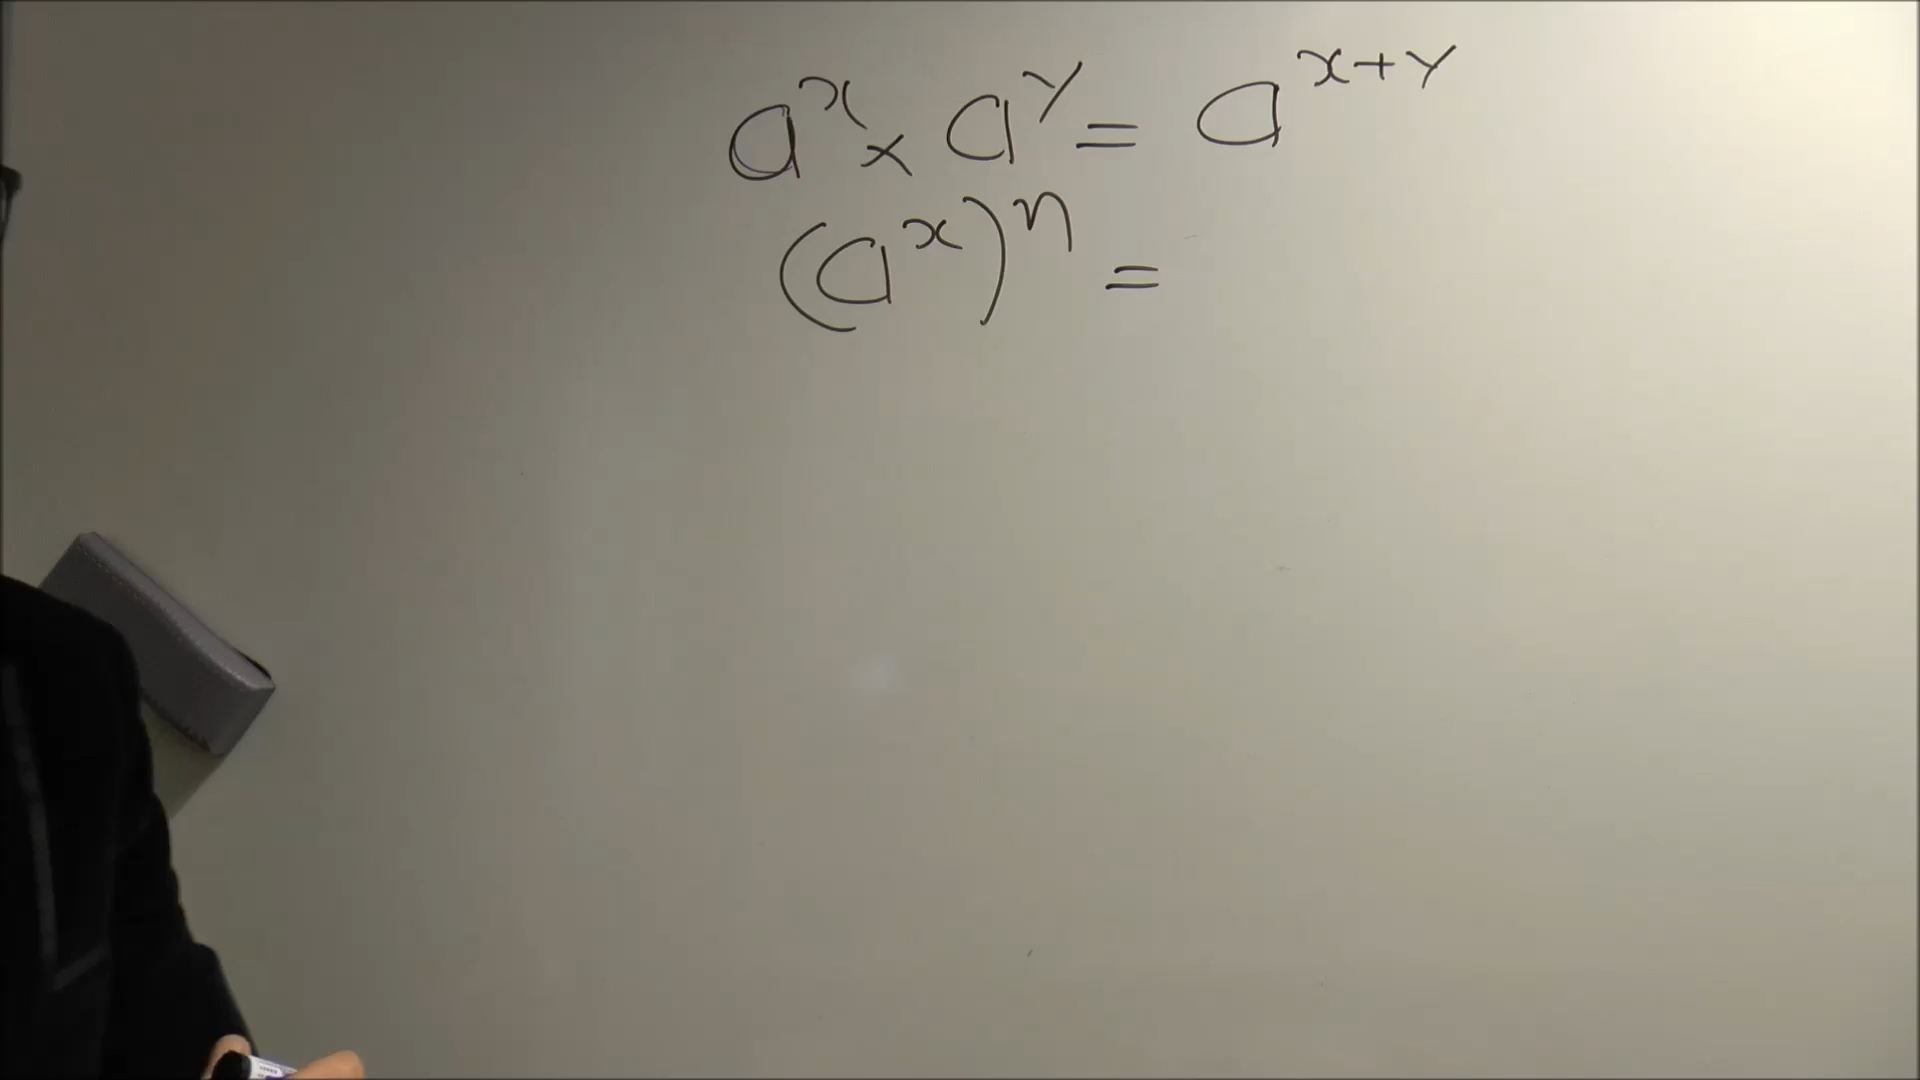 aˣ × aʸ = aˣ⁺ʸ
(aˣ)ⁿ =